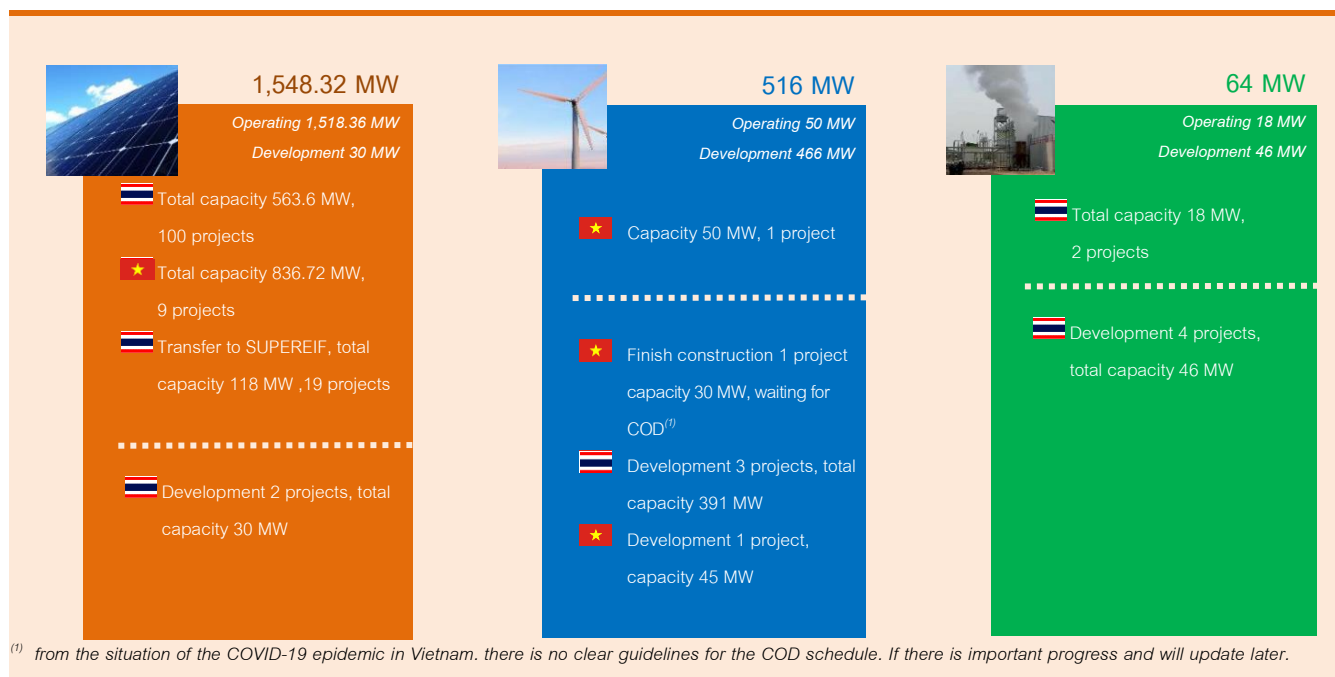 1,548.32 MW
Operating 1,518.36 MW
Development 30 MW
Total capacity 563.6 MW,
100 projects
Total capacity 836.72 MW,
9 projects
Transfer to SUPEREIF, total
capacity 118 MW ,19 projects
Development 2 projects, total
capacity 30 MW
516 MW
Operating 50 MW
Development 466 MW
Capacity 50 MW, 1 project
Finish construction 1 project
capacity 30 MW, waiting for
COD(1)
Development 3 projects, total
capacity 391 MW
Development 1 project,
capacity 45 MW
64 MW
Operating 18 MW
Development 46 MW
Total capacity 18 MW,
2 projects
Development 4 projects,
total capacity 46 MW
(1) from the situation of the COVID-19 epidemic in Vietnam. there is no clear guidelines for the COD schedule. If there is important progress and will update later.